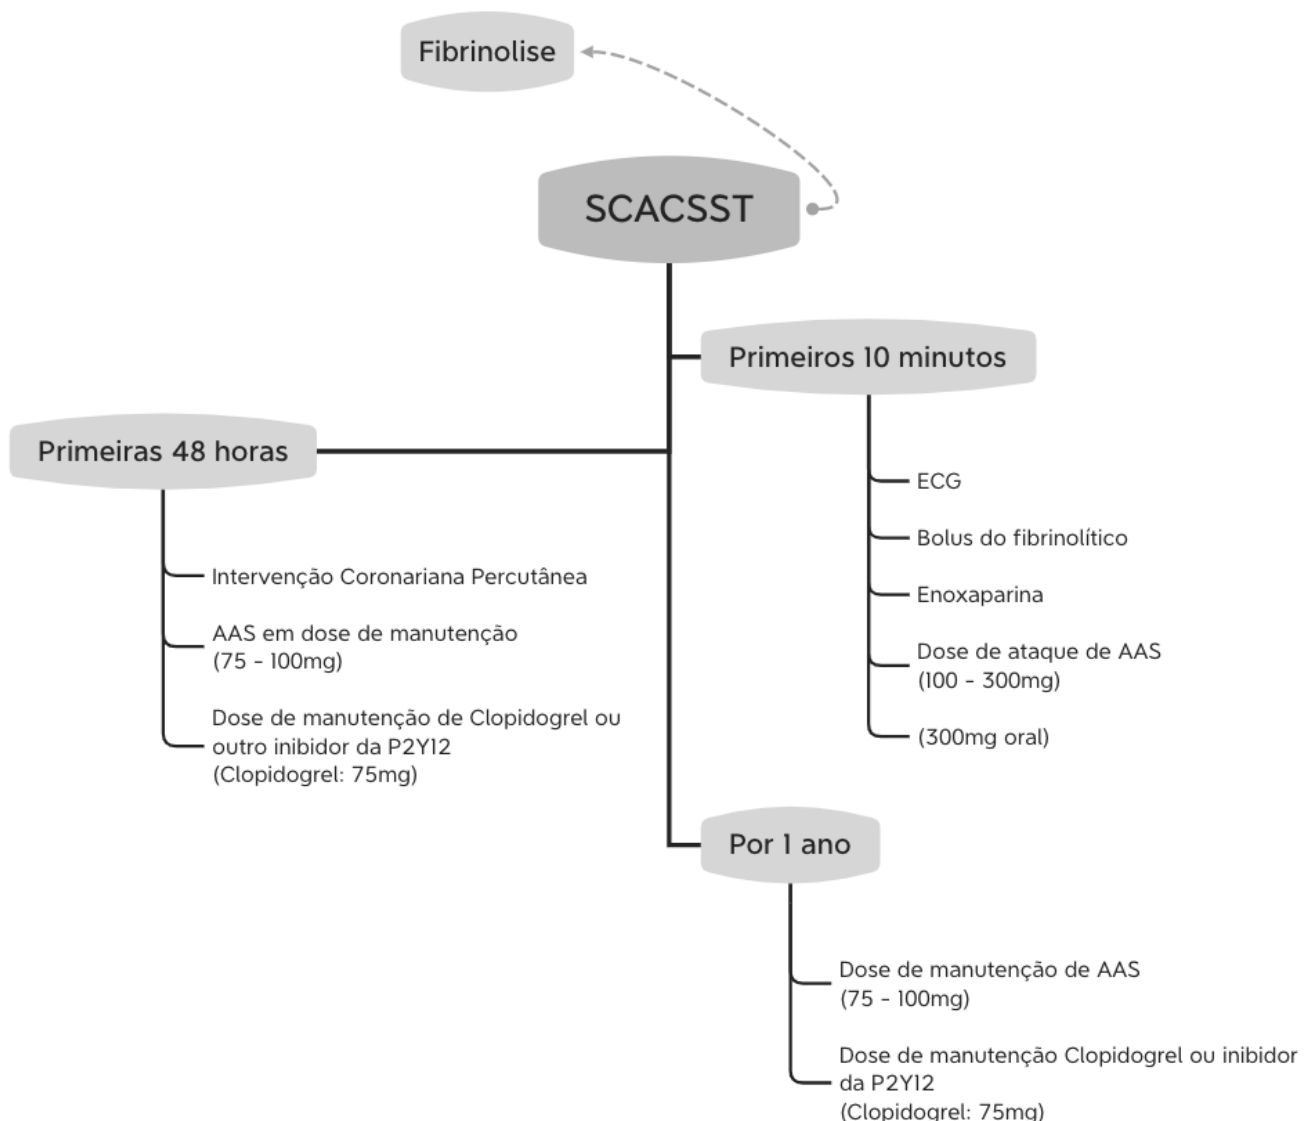 Fibrinolise
SCACSST
Primeiros 10 minutos
ECG
Bolus do fibrinolítico
Enoxaparina
Dose de ataque de AAS
(100 - 300mg)
(300mg oral)
Primeiras 48 horas
Intervenção Coronariana Percutânea
AAS em dose de manutenção
(75 - 100mg)
Dose de manutenção de Clopidogrel ou
outro inibidor da P2Y12
(Clopidogrel: 75mg)
Por 1 ano
Dose de manutenção de AAS
(75 - 100mg)
Dose de manutenção Clopidogrel ou inibidor
da P2Y12
(Clopidogrel: 75mg)